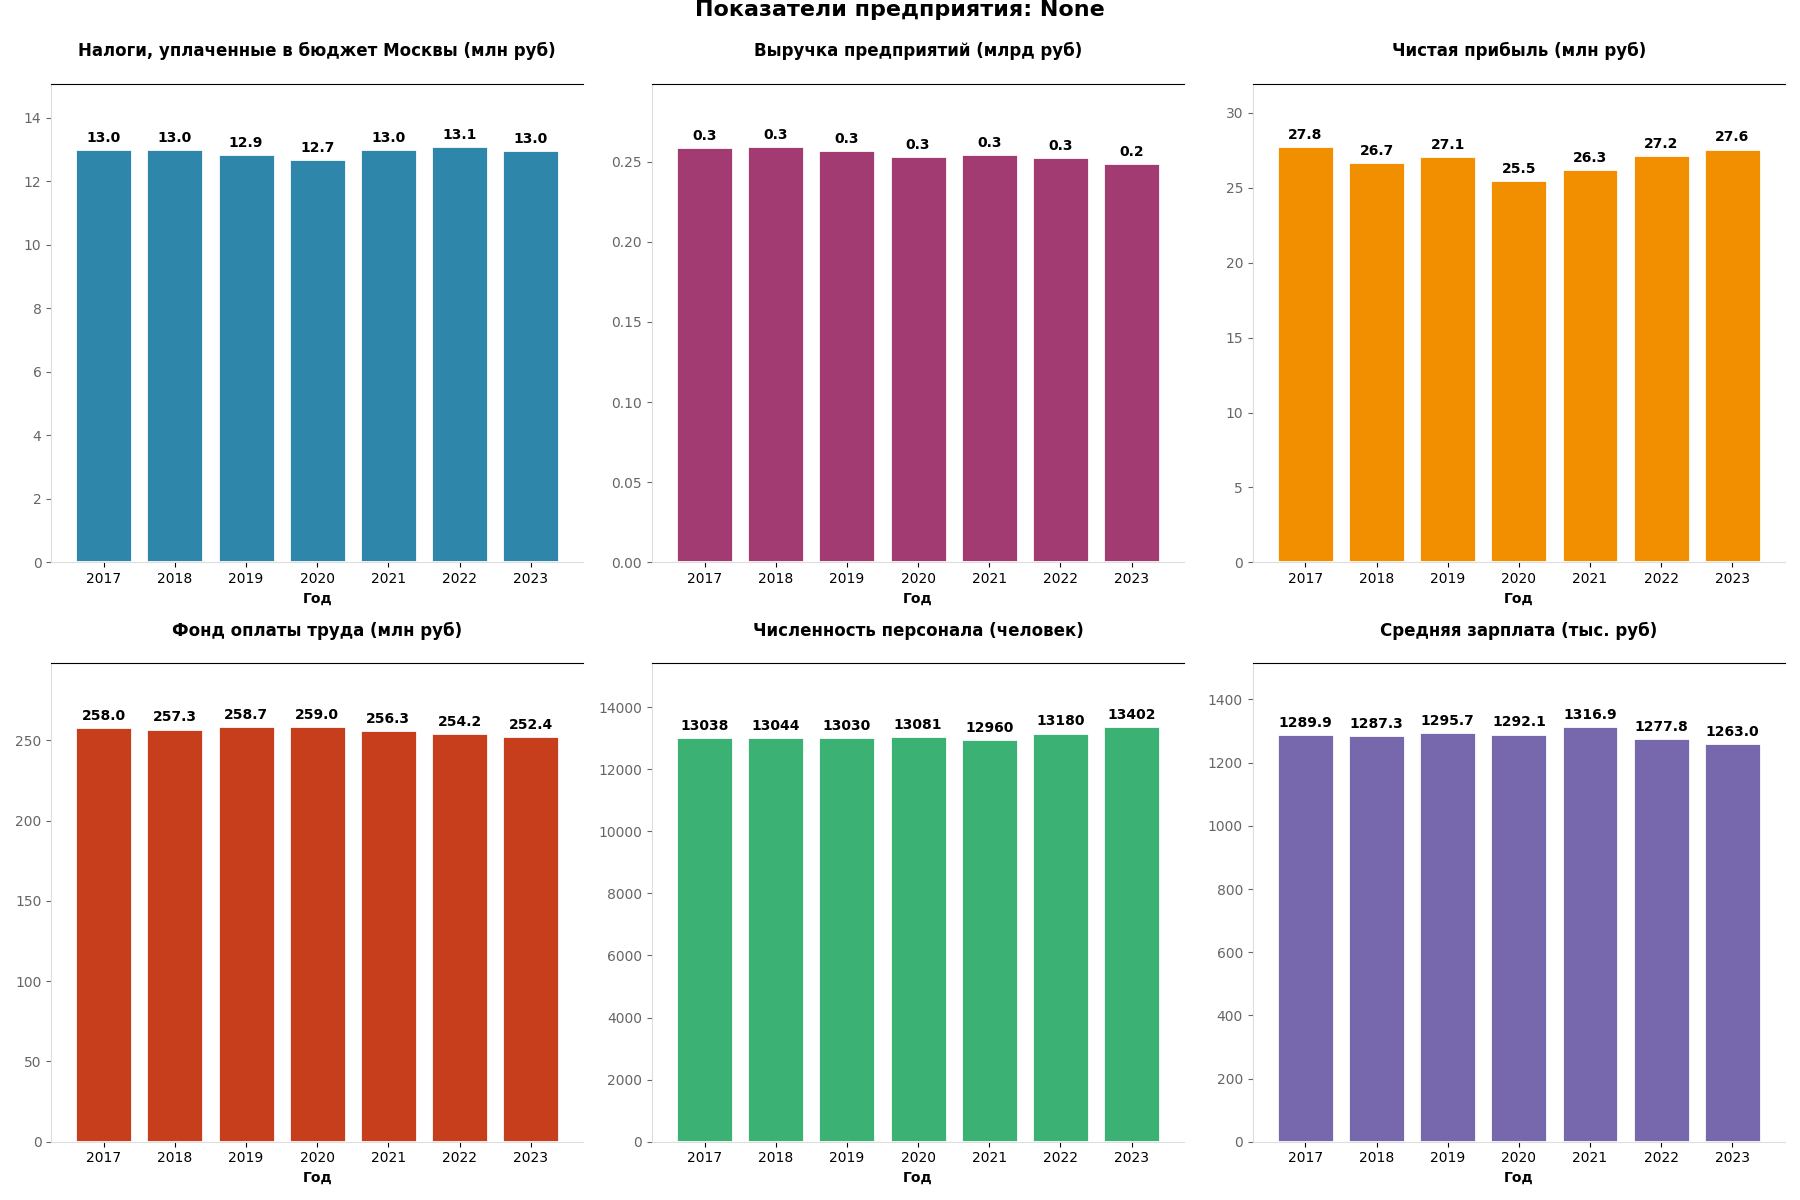 Показатели предприятия: None
Налоги, уплаченные в бюджет Москвы (млн руб)
14
12
10
8
6
4
2
0
13.0 13.0 12.9 12.7 13.0 13.1 13.0
2017 2018 2019 2020 2021 2022 2023
Год
Выручка предприятий (млрд руб)
0.25
0.20
0.15
0.10
0.05
0.00
0.3 0.3 0.3 0.3 0.3 0.3 0.2
2017 2018 2019 2020 2021 2022 2023
Год
Чистая прибыль (млн руб)
30
25
20
15
10
5
0
27.8 26.7 27.1 25.5 26.3 27.2 27.6
2017 2018 2019 2020 2021 2022 2023
Год
Фонд оплаты труда (млн руб)
250
200
150
100
50
0
258.0 257.3 258.7 259.0 256.3 254.2 252.4
2017 2018 2019 2020 2021 2022 2023
Год
Численность персонала (человек)
14000
12000
10000
8000
6000
4000
2000
0
13038 13044 13030 13081 12960 13180 13402
2017 2018 2019 2020 2021 2022 2023
Год
Средняя зарплата (тыс. руб)
1400
1200
1000
800
600
400
200
0
1289.9 1287.3 1295.7 1292.1 1316.9 1277.8 1263.0
2017 2018 2019 2020 2021 2022 2023
Год